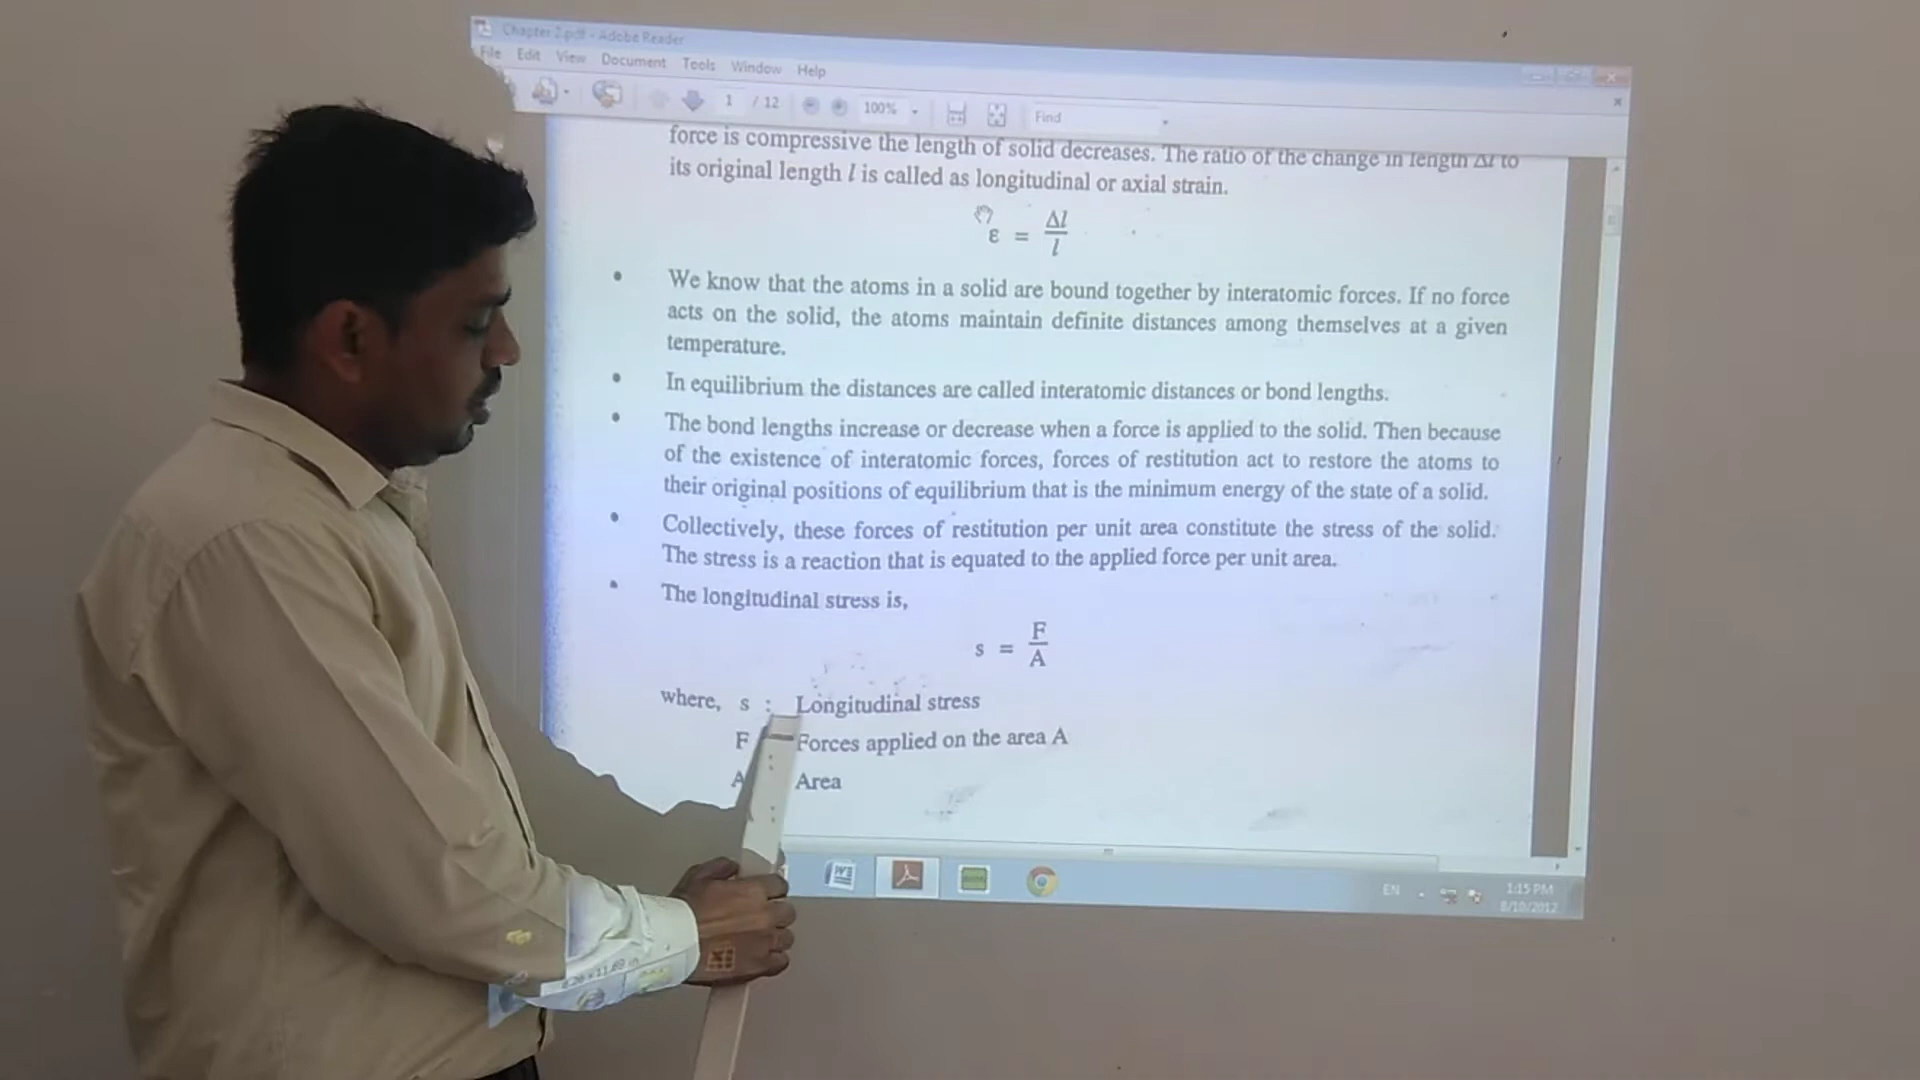 Chapter 2.pdf - Adobe Reader
File Edit View Document Tools Window Help
1 / 12 100% Find
force is compressive the length of solid decreases. The ratio of the change in length Δl to
its original length l is called as longitudinal or axial strain.
ε = Δl/l
• We know that the atoms in a solid are bound together by interatomic forces. If no force
acts on the solid, the atoms maintain definite distances among themselves at a given
temperature.
• In equilibrium the distances are called interatomic distances or bond lengths.
• The bond lengths increase or decrease when a force is applied to the solid. Then because
of the existence of interatomic forces, forces of restitution act to restore the atoms to
their original positions of equilibrium that is the minimum energy of the state of a solid.
• Collectively, these forces of restitution per unit area constitute the stress of the solid.
The stress is a reaction that is equated to the applied force per unit area.
• The longitudinal stress is,
s = F/A
where, s : Longitudinal stress
F Forces applied on the area A
A : Area
EN 1:15 PM
8/10/2012